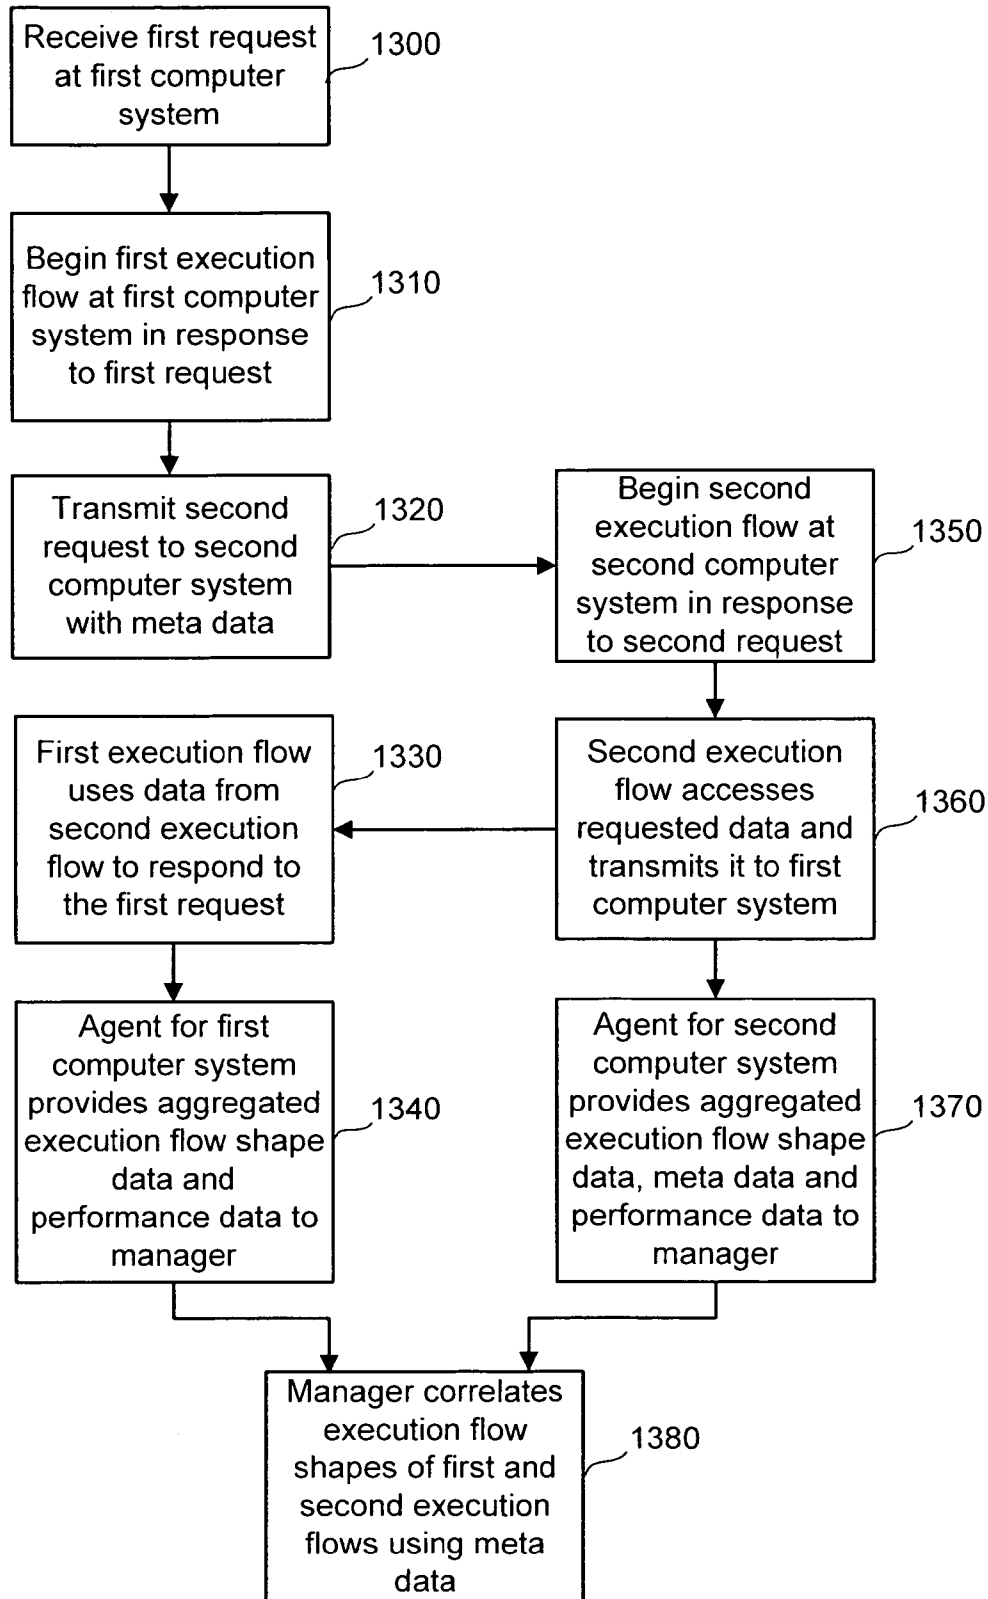 Receive first request
at first computer
system
1300
Begin first execution
flow at first computer
system in response
to first request
1310
Transmit second
request to second
computer system
with meta data
1320
Begin second
execution flow at
second computer
system in response
to second request
1350
First execution flow
uses data from
second execution
flow to respond to
the first request
1330
Second execution
flow accesses
requested data and
transmits it to first
computer system
1360
Agent for first
computer system
provides aggregated
execution flow shape
data and
performance data to
manager
1340
Agent for second
computer system
provides aggregated
execution flow shape
data, meta data and
performance data to
manager
1370
Manager correlates
execution flow
shapes of first and
second execution
flows using meta
data
1380